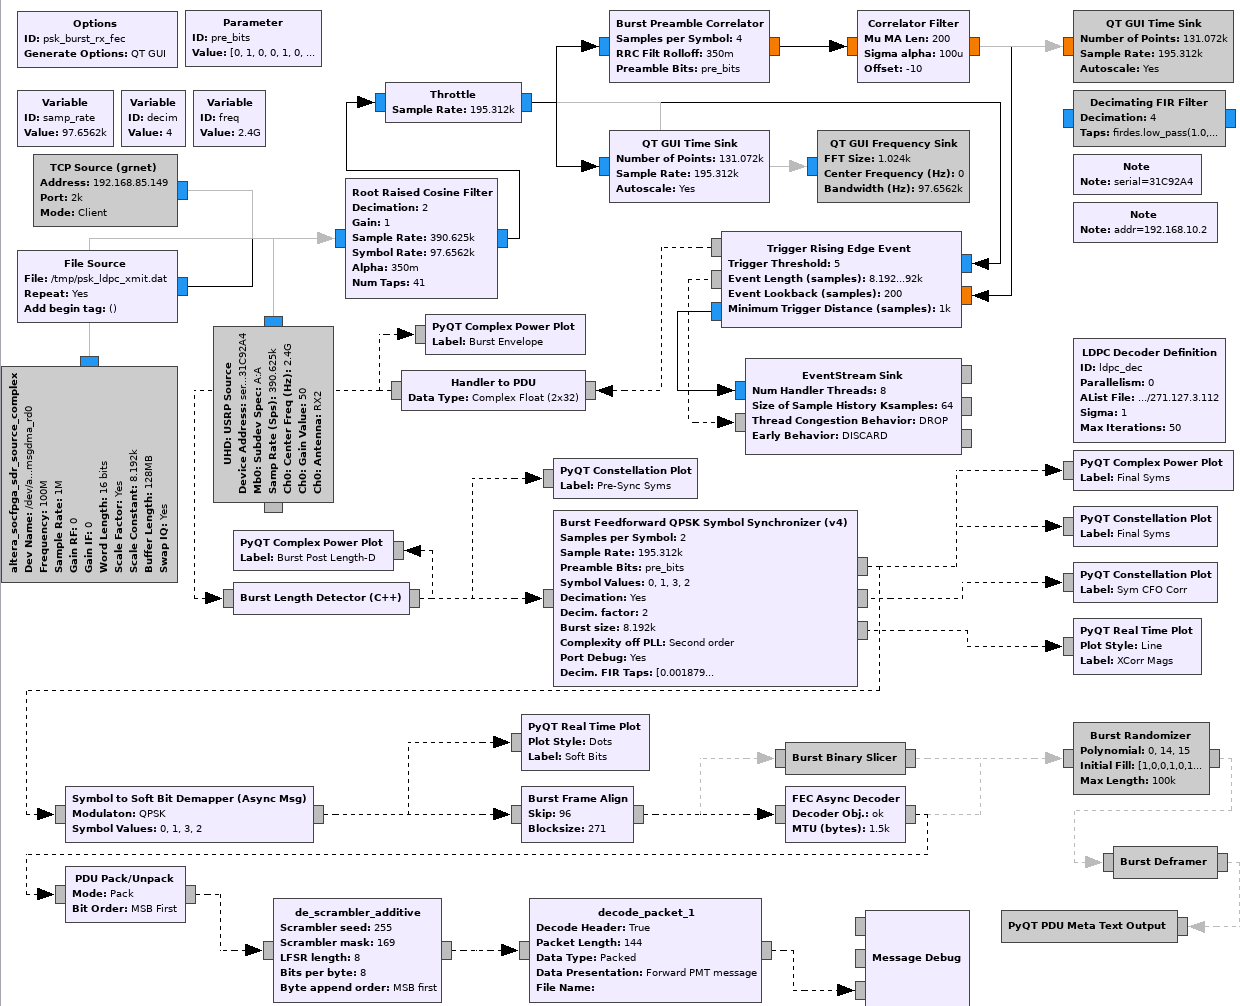 Options
ID: psk_burst_rx_fec
Generate Options: QT GUI
Parameter
ID: pre_bits
Value: [0, 1, 0, 0, 1, 0, ...
Variable
ID: samp_rate
Value: 97.6562k
Variable
ID: decim
Value: 4
Variable
ID: freq
Value: 2.4G
TCP Source (grnet)
Address: 192.168.85.149
Port: 2k
Mode: Client
File Source
File: /tmp/psk_ldpc_xmit.dat
Repeat: Yes
Add begin tag: ()
Throttle
Sample Rate: 195.312k
Root Raised Cosine Filter
Decimation: 2
Gain: 1
Sample Rate: 390.625k
Symbol Rate: 97.6562k
Alpha: 350m
Num Taps: 41
Burst Preamble Correlator
Samples per Symbol: 4
RRC Filt Rolloff: 350m
Preamble Bits: pre_bits
Correlator Filter
Mu MA Len: 200
Sigma alpha: 100u
Offset: -10
QT GUI Time Sink
Number of Points: 131.072k
Sample Rate: 195.312k
Autoscale: Yes
Decimating FIR Filter
Decimation: 4
Taps: firdes.low_pass(1.0,...
QT GUI Time Sink
Number of Points: 131.072k
Sample Rate: 195.312k
Autoscale: Yes
QT GUI Frequency Sink
FFT Size: 1.024k
Center Frequency (Hz): 0
Bandwidth (Hz): 97.6562k
Note
Note: serial=31C92A4
Note
Note: addr=192.168.10.2
Trigger Rising Edge Event
Trigger Threshold: 5
Event Length (samples): 8.192...92k
Event Lookback (samples): 200
Minimum Trigger Distance (samples): 1k
PyQT Complex Power Plot
Label: Burst Envelope
Handler to PDU
Data Type: Complex Float (2x32)
EventStream Sink
Num Handler Threads: 8
Size of Sample History Ksamples: 64
Thread Congestion Behavior: DROP
Early Behavior: DISCARD
LDPC Decoder Definition
ID: ldpc_dec
Parallelism: 0
AList File: .../271.127.3.112
Sigma: 1
Max Iterations: 50
altera_socfpga_sdr_source_complex
Dev Name: /dev/a...msgdma_rd0
Frequency: 100M
Sample Rate: 1M
Gain RF: 0
Gain IF: 0
Word Length: 16 bits
Scale Factor: Yes
Scale Constant: 8.192k
Buffer Length: 128MB
Swap IQ: Yes
UHD: USRP Source
Device Address: ser...31C92A4
Mb0: Subdev Spec: A:A
Samp Rate (Sps): 390.625k
Ch0: Center Freq (Hz): 2.4G
Ch0: Gain Value: 50
Ch0: Antenna: RX2
PyQT Constellation Plot
Label: Pre-Sync Syms
PyQT Complex Power Plot
Label: Final Syms
PyQT Constellation Plot
Label: Final Syms
PyQT Constellation Plot
Label: Sym CFO Corr
PyQT Real Time Plot
Plot Style: Line
Label: XCorr Mags
PyQT Complex Power Plot
Label: Burst Post Length-D
Burst Length Detector (C++)
Burst Feedforward QPSK Symbol Synchronizer (v4)
Samples per Symbol: 2
Sample Rate: 195.312k
Preamble Bits: pre_bits
Symbol Values: 0, 1, 3, 2
Decimation: Yes
Decim. factor: 2
Burst size: 8.192k
Complexity off PLL: Second order
Port Debug: Yes
Decim. FIR Taps: [0.001879...
PyQT Real Time Plot
Plot Style: Dots
Label: Soft Bits
Burst Binary Slicer
Burst Randomizer
Polynomial: 0, 14, 15
Initial Fill: [1,0,0,1,0,1...
Max Length: 100k
Symbol to Soft Bit Demapper (Async Msg)
Modulaton: QPSK
Symbol Values: 0, 1, 3, 2
Burst Frame Align
Skip: 96
Blocksize: 271
FEC Async Decoder
Decoder Obj.: ok
MTU (bytes): 1.5k
Burst Deframer
PDU Pack/Unpack
Mode: Pack
Bit Order: MSB First
PyQT PDU Meta Text Output
de_scrambler_additive
Scrambler seed: 255
Scrambler mask: 169
LFSR length: 8
Bits per byte: 8
Byte append order: MSB first
decode_packet_1
Decode Header: True
Packet Length: 144
Data Type: Packed
Data Presentation: Forward PMT message
File Name:
Message Debug